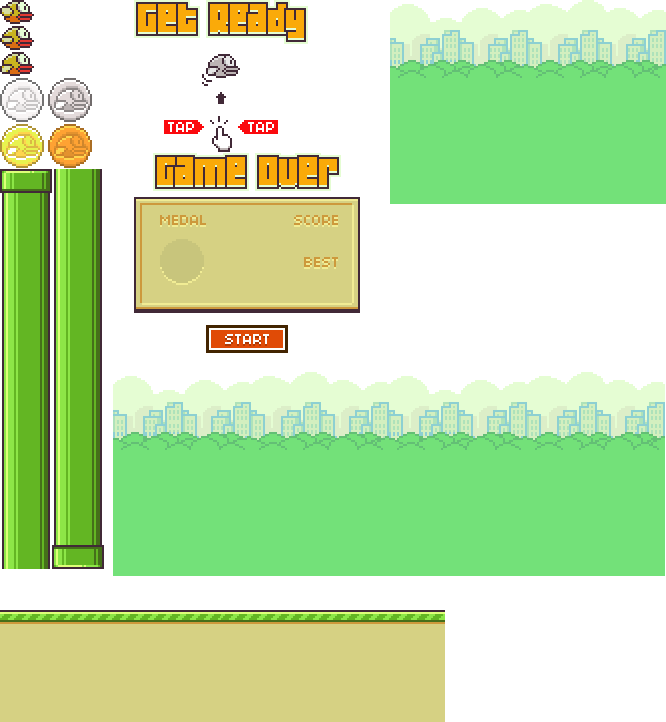 Get Ready
TAP TAP
Game Over
MEDAL SCORE
BEST
START